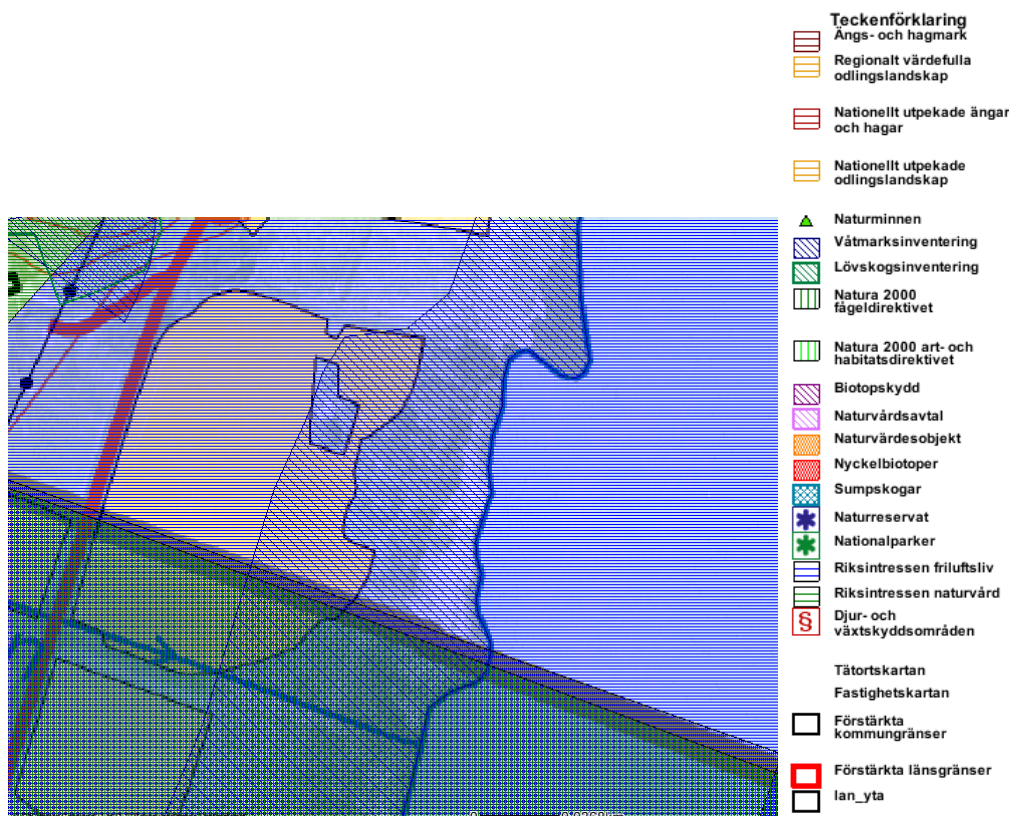 Teckenförklaring
Ängs- och hagmark
Regionalt värdefulla
odlingslandskap
Nationellt utpekade ängar
och hagar
Nationellt utpekade
odlingslandskap
Naturminnen
Våtmarksinventering
Lövskogsinventering
Natura 2000
fågeldirektivet
Natura 2000 art- och
habitatsdirektivet
Biotopskydd
Naturvårdsavtal
Naturvärdesobjekt
Nyckelbiotoper
Sumpskogar
Naturreservat
Nationalparker
Riksintressen friluftsliv
Riksintressen naturvård
§ Djur- och
växtskyddsområden
Tätortskartan
Fastighetskartan
Förstärkta
kommungränser
Förstärkta länsgränser
lan_yta